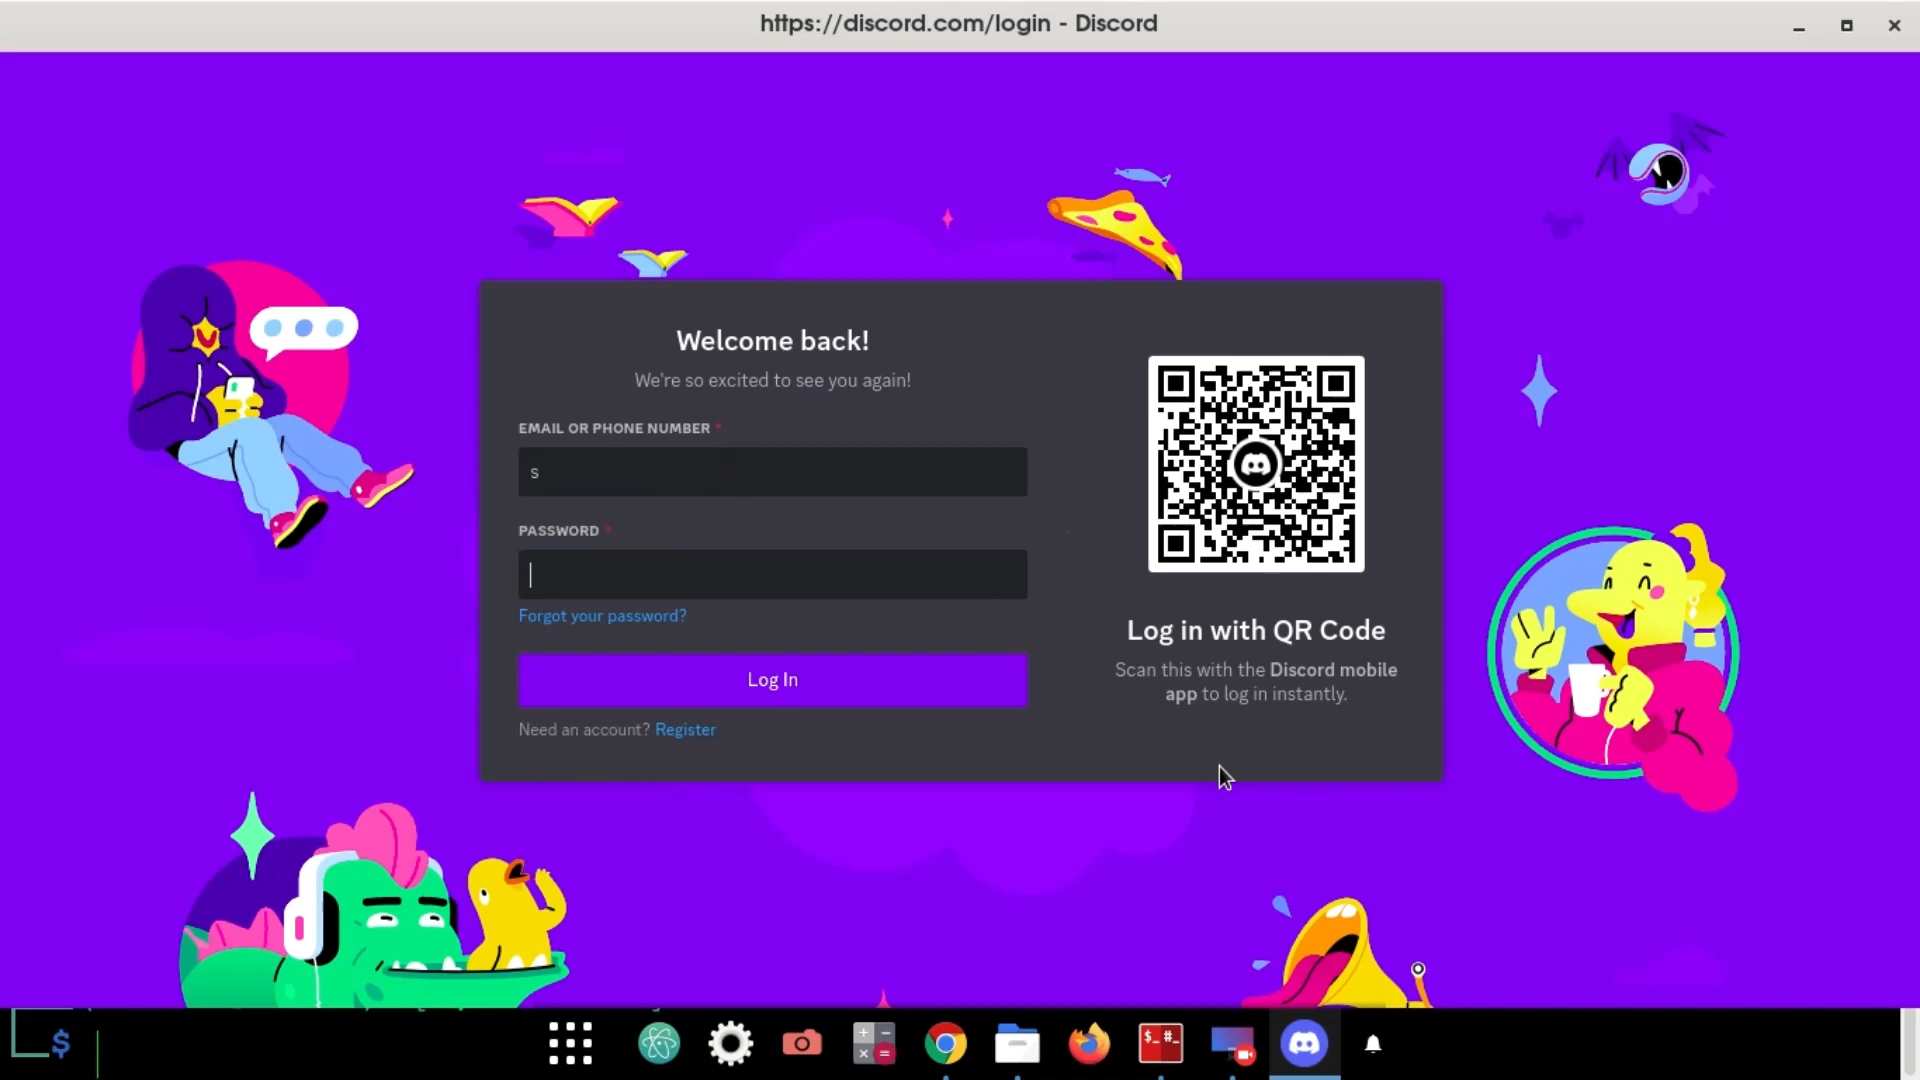 https://discord.com/login - Discord
Welcome back!
We're so excited to see you again!
EMAIL OR PHONE NUMBER *
s
PASSWORD *
Forgot your password?
Log In
Need an account? Register
Log in with QR Code
Scan this with the Discord mobile
app to log in instantly.
$
$_ #_